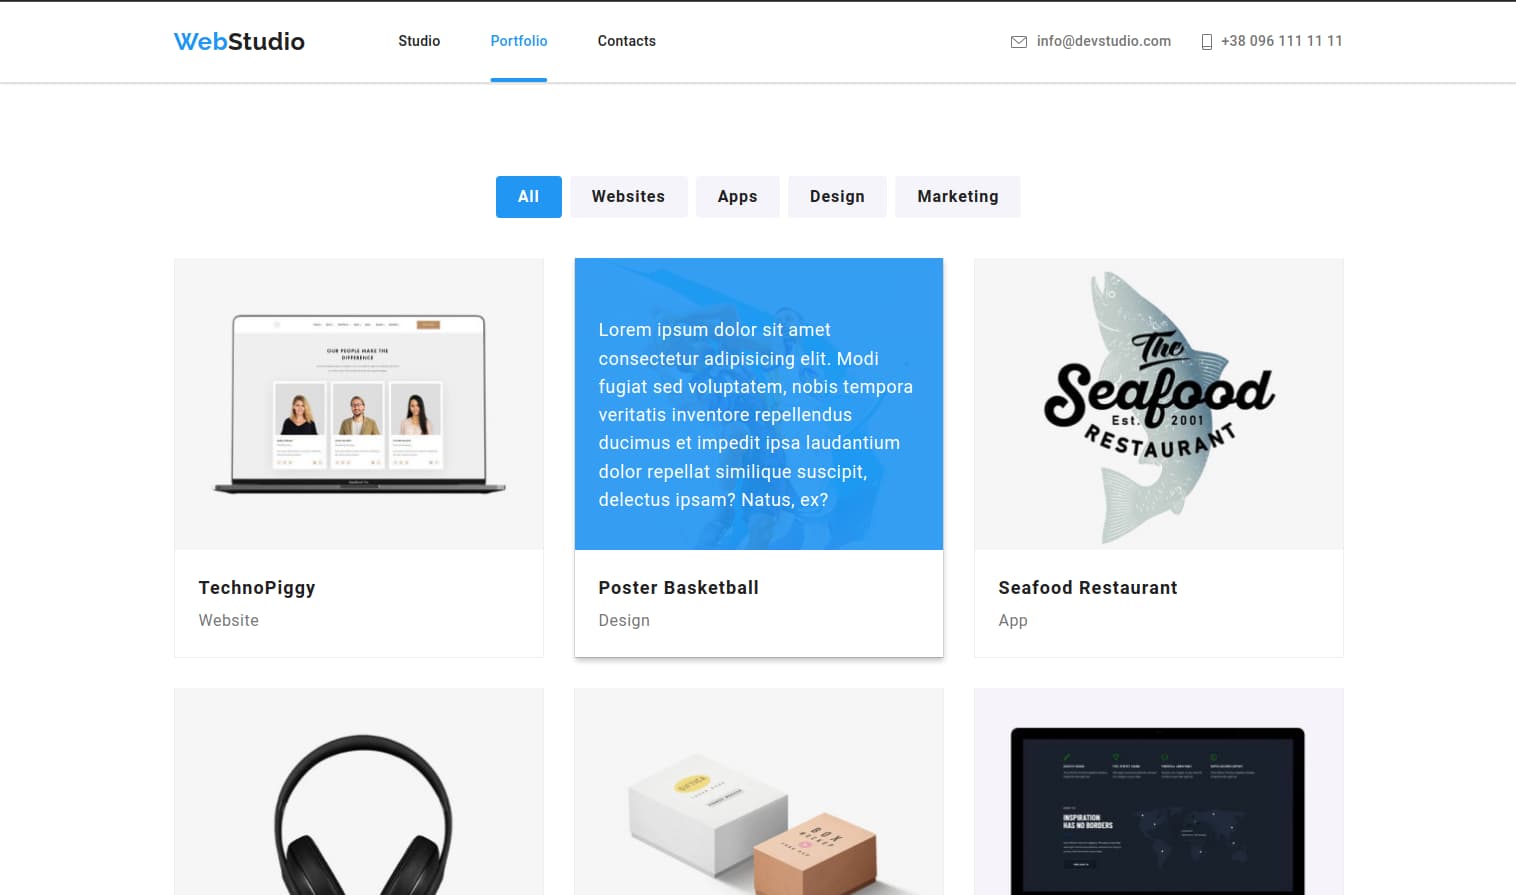 WebStudio
Studio
Portfolio
Contacts
info@devstudio.com
+38 096 111 11 11
All
Websites
Apps
Design
Marketing
OUR PEOPLE MAKE THE
DIFFERENCE
Lorem ipsum dolor sit amet
consectetur adipisicing elit. Modi
fugiat sed voluptatem, nobis tempora
veritatis inventore repellendus
ducimus et impedit ipsa laudantium
dolor repellat similique suscipit,
delectus ipsam? Natus, ex?
The
Seafood
Est. 2001
RESTAURANT
TechnoPiggy
Website
Poster Basketball
Design
Seafood Restaurant
App
BOX
INSPIRATION
HAS NO BORDERS